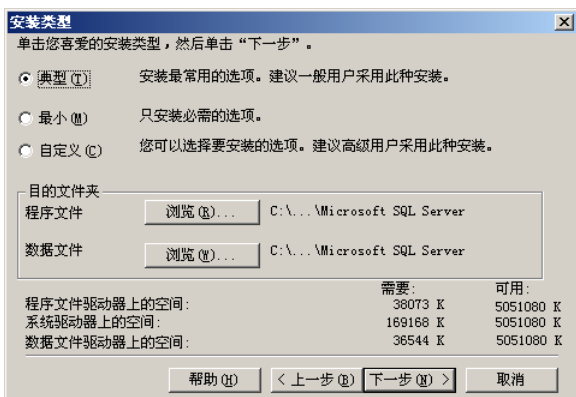 安装类型
单击您喜爱的安装类型，然后单击“下一步”。
典型(T) 安装最常用的选项。建议一般用户采用此种安装。
最小(M) 只安装必需的选项。
自定义(C) 您可以选择要安装的选项。建议高级用户采用此种安装。
目的文件夹
程序文件 浏览(R)... C:\...\Microsoft SQL Server
数据文件 浏览(W)... C:\...\Microsoft SQL Server
需要: 可用:
程序文件驱动器上的空间: 38073 K 5051080 K
系统驱动器上的空间: 169168 K 5051080 K
数据文件驱动器上的空间: 36544 K 5051080 K
帮助(H) < 上一步(B) 下一步(N) > 取消